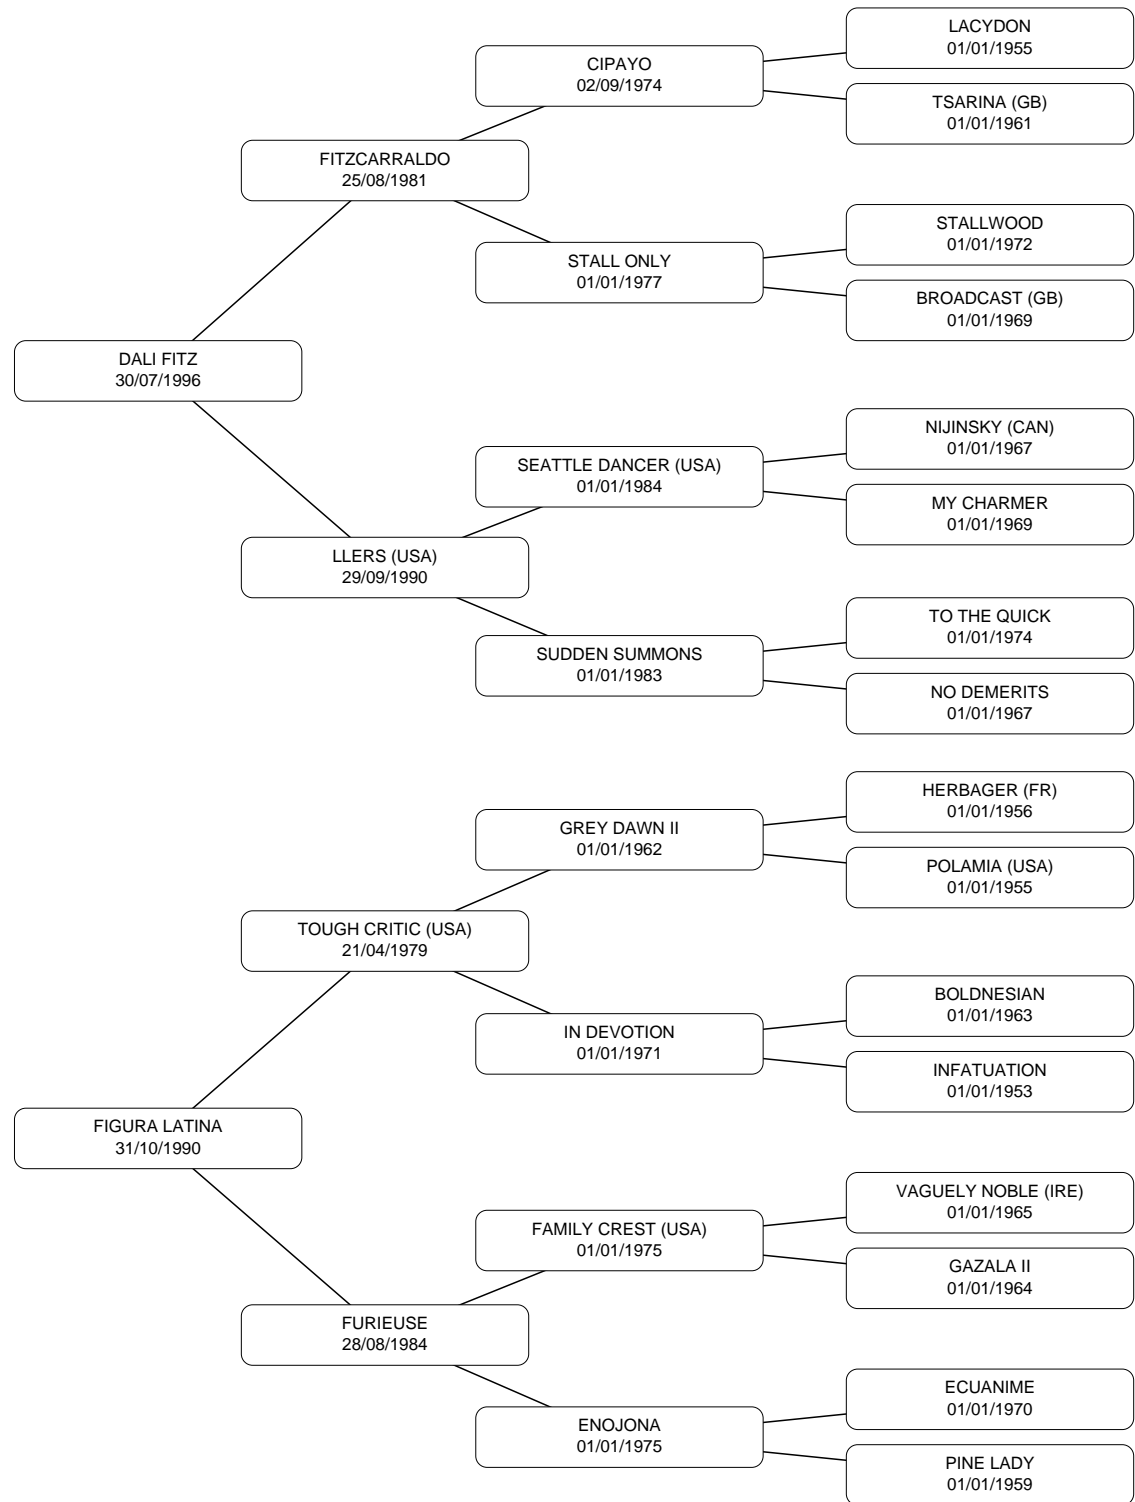 LACYDON
01/01/1955
CIPAYO
02/09/1974
TSARINA (GB)
01/01/1961
FITZCARRALDO
25/08/1981
STALLWOOD
01/01/1972
STALL ONLY
01/01/1977
BROADCAST (GB)
01/01/1969
DALI FITZ
30/07/1996
NIJINSKY (CAN)
01/01/1967
SEATTLE DANCER (USA)
01/01/1984
MY CHARMER
01/01/1969
LLERS (USA)
29/09/1990
TO THE QUICK
01/01/1974
SUDDEN SUMMONS
01/01/1983
NO DEMERITS
01/01/1967
HERBAGER (FR)
01/01/1956
GREY DAWN II
01/01/1962
POLAMIA (USA)
01/01/1955
TOUGH CRITIC (USA)
21/04/1979
BOLDNESIAN
01/01/1963
IN DEVOTION
01/01/1971
INFATUATION
01/01/1953
FIGURA LATINA
31/10/1990
VAGUELY NOBLE (IRE)
01/01/1965
FAMILY CREST (USA)
01/01/1975
GAZALA II
01/01/1964
FURIEUSE
28/08/1984
ECUANIME
01/01/1970
ENOJONA
01/01/1975
PINE LADY
01/01/1959